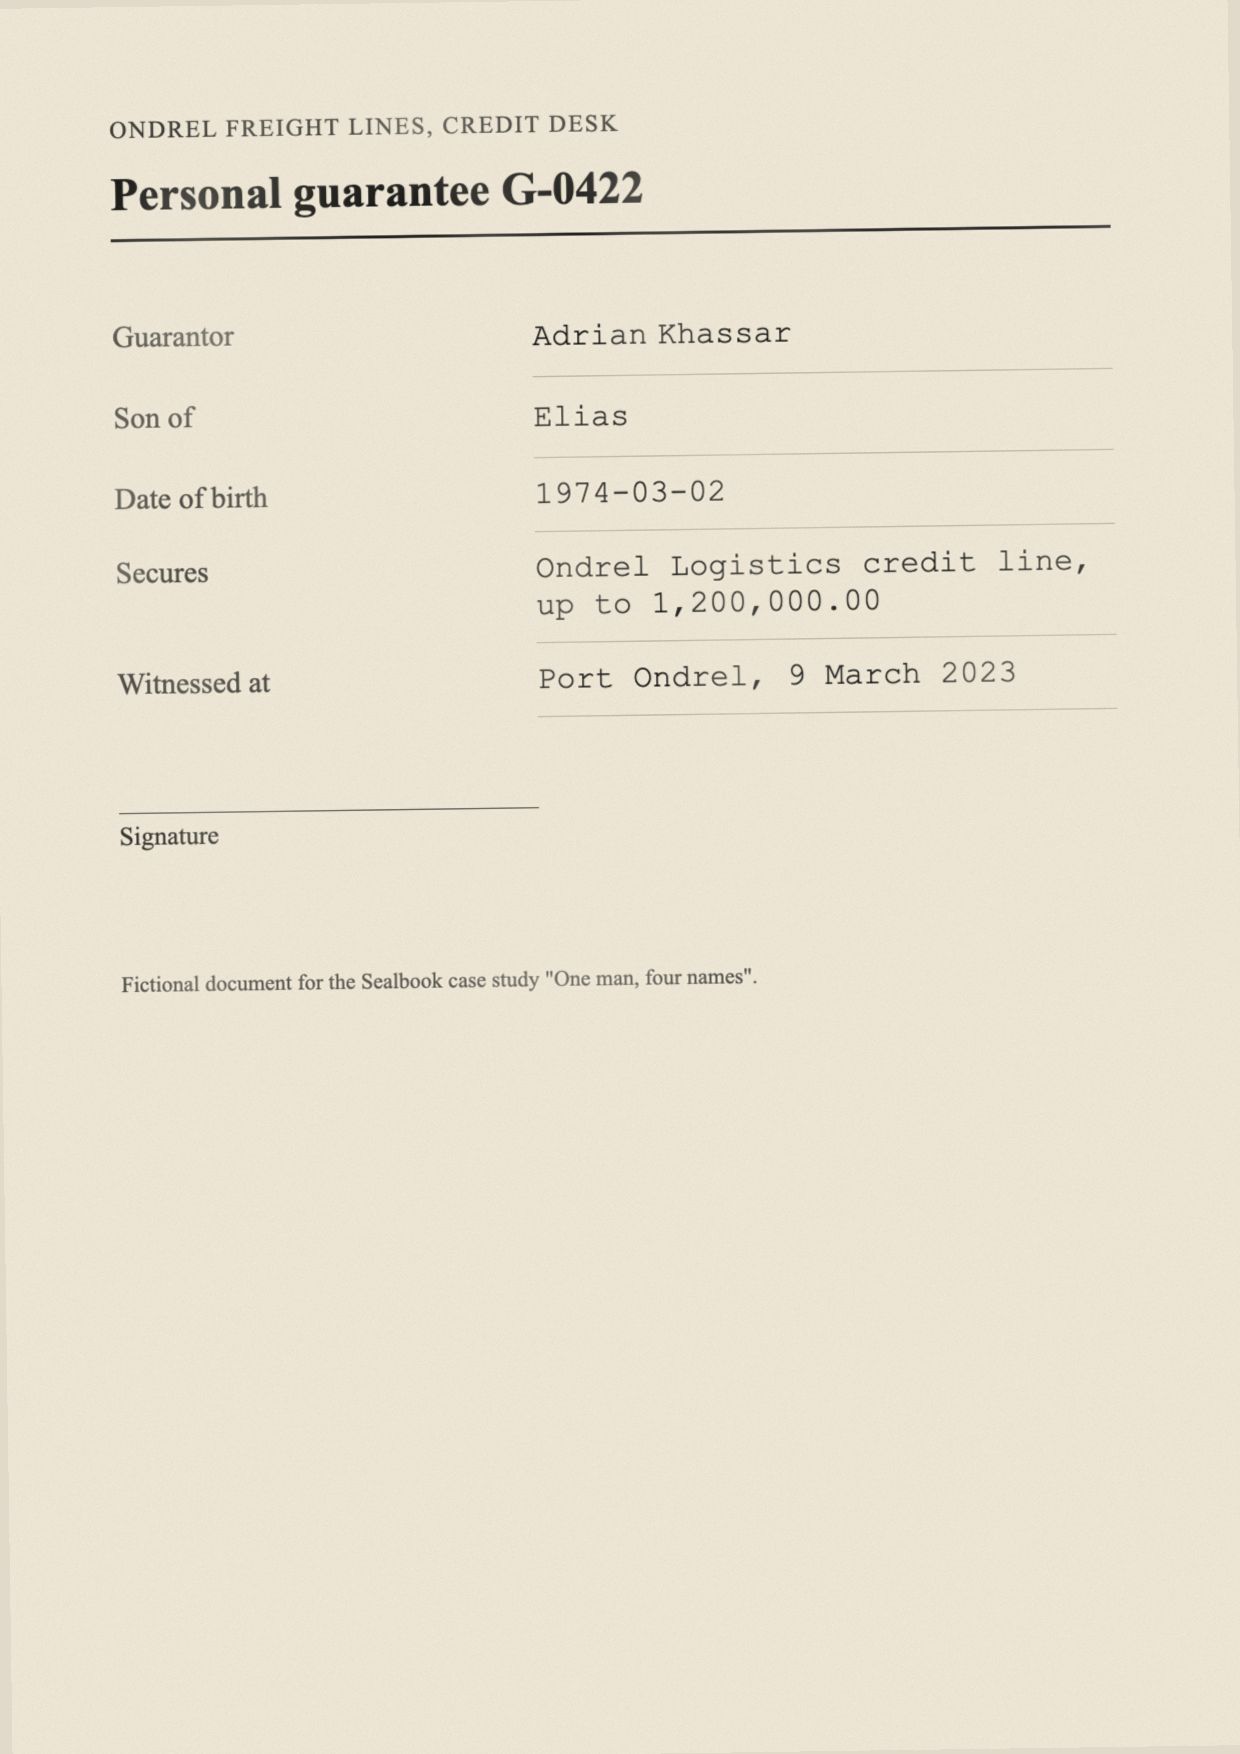 ONDREL FREIGHT LINES, CREDIT DESK
Personal guarantee G-0422
Guarantor Adrian Khassar
Son of Elias
Date of birth 1974-03-02
Secures Ondrel Logistics credit line,
up to 1,200,000.00
Witnessed at Port Ondrel, 9 March 2023
Signature
Fictional document for the Sealbook case study "One man, four names".